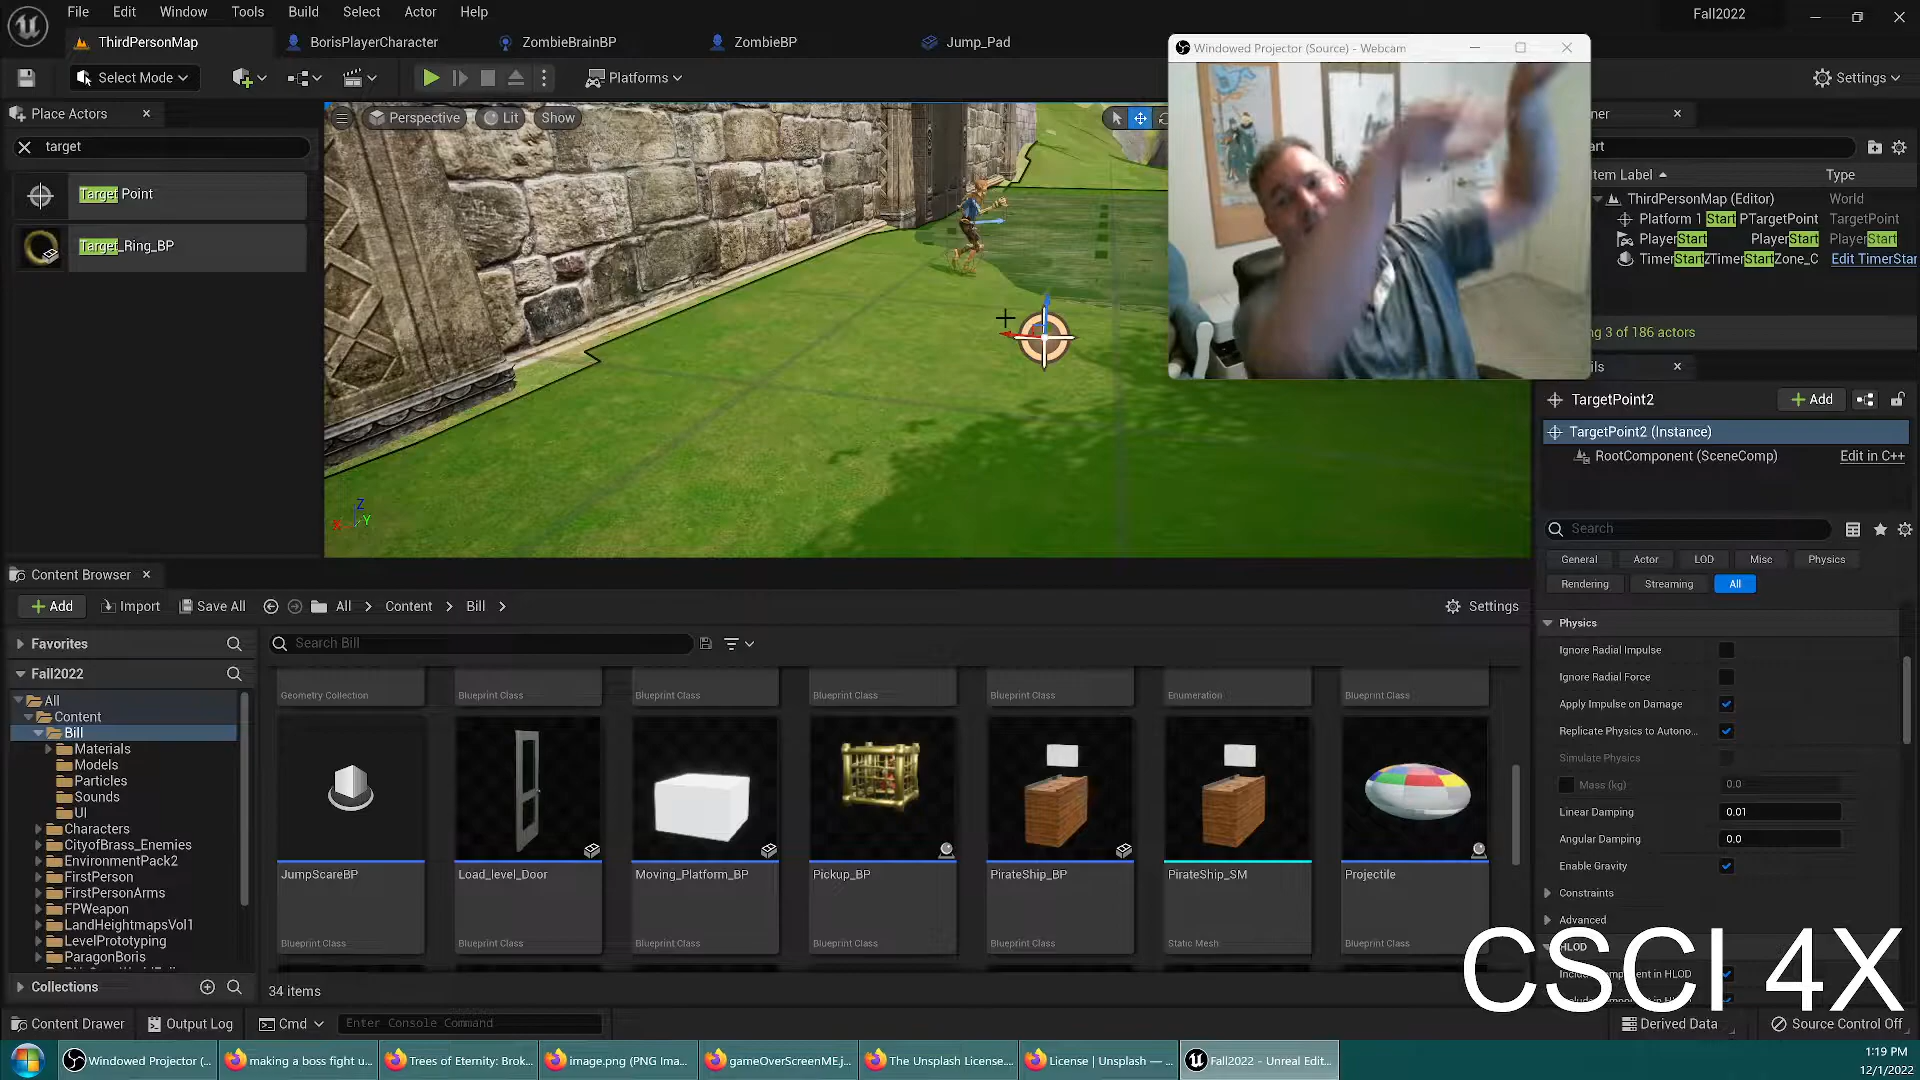 File Edit Window Tools Build Select Actor Help
Fall2022
ThirdPersonMap BorisPlayerCharacter ZombieBrainBP ZombieBP Jump_Pad
Windowed Projector (Source) - Webcam
Select Mode Platforms Settings
Place Actors
target
Target Point
Target_Ring_BP
Perspective Lit Show
Z
X Y
ner
art
tem Label Type
ThirdPersonMap (Editor) World
Platform 1 Start PTargetPoint TargetPoint
PlayerStart PlayerStart PlayerStart
TimerStartZTimerStartZone_C Edit TimerStar
g 3 of 186 actors
ils
TargetPoint2 Add
TargetPoint2 (Instance)
RootComponent (SceneComp) Edit in C++
Search
General Actor LOD Misc Physics
Rendering Streaming All
Physics
Ignore Radial Impulse
Ignore Radial Force
Apply Impulse on Damage
Replicate Physics to Autono...
Simulate Physics
Mass (kg) 0.0
Linear Damping 0.01
Angular Damping 0.0
Enable Gravity
Constraints
Advanced
HLOD
Content Browser
Add Import Save All All Content Bill Settings
Favorites
Search Bill
Fall2022
All
Content
Bill
Materials
Models
Particles
Sounds
UI
Characters
CityofBrass_Enemies
EnvironmentPack2
FirstPerson
FirstPersonArms
FPWeapon
LandHeightmapsVol1
LevelPrototyping
ParagonBoris
Collections
Geometry Collection Blueprint Class Blueprint Class Blueprint Class Blueprint Class Enumeration Blueprint Class
JumpScareBP Load_level_Door Moving_Platform_BP Pickup_BP PirateShip_BP PirateShip_SM Projectile
Blueprint Class Blueprint Class Blueprint Class Blueprint Class Blueprint Class Static Mesh Blueprint Class
34 items
CSCI 4X
Content Drawer Output Log Cmd Enter Console Command Derived Data Source Control Off
Windowed Projector (... making a boss fight u... Trees of Eternity: Brok... image.png (PNG Ima... gameOverScreenME.j... The Unsplash License... License | Unsplash — ... Fall2022 - Unreal Edit...
1:19 PM
12/1/2022